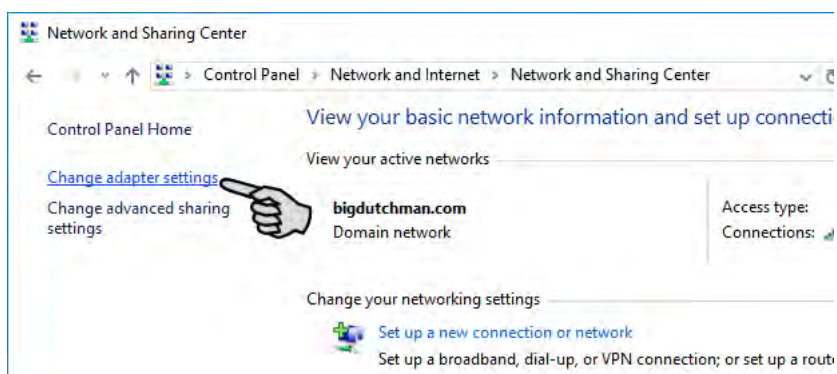 Network and Sharing Center
Control Panel > Network and Internet > Network and Sharing Center
Control Panel Home
View your basic network information and set up connecti
View your active networks
Change adapter settings
Change advanced sharing
settings
bigdutchman.com
Domain network
Access type:
Connections:
Change your networking settings
Set up a new connection or network
Set up a broadband, dial-up, or VPN connection; or set up a route